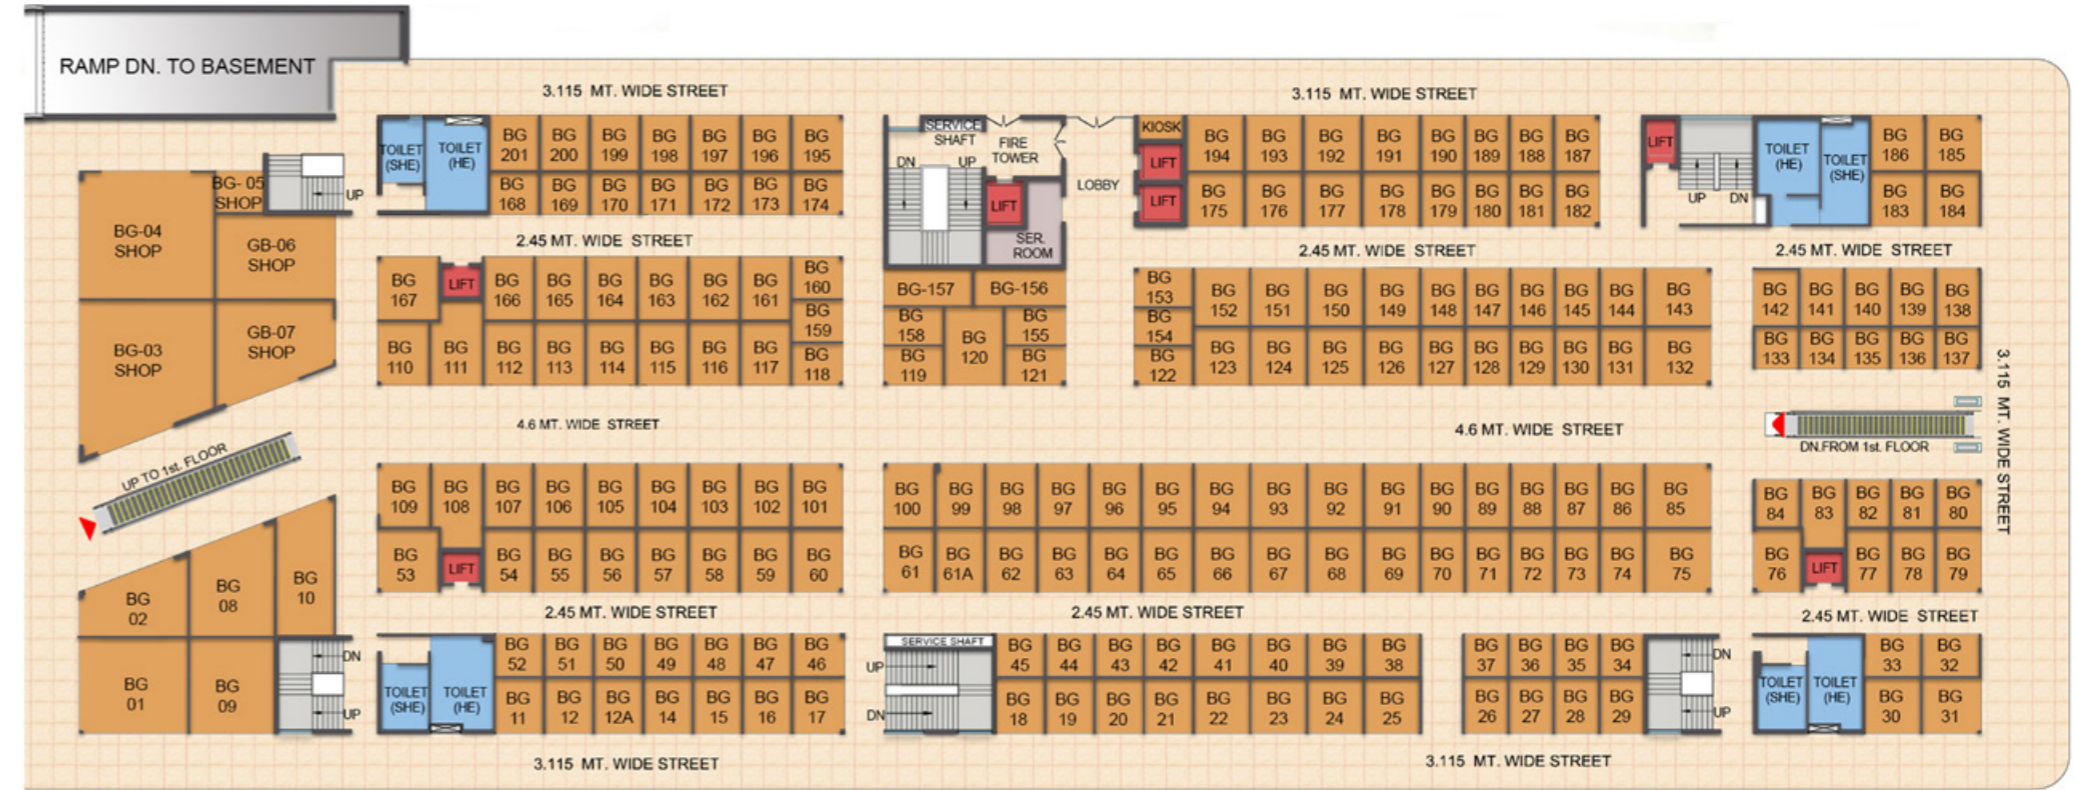 RAMP DN. TO BASEMENT
3.115 MT. WIDE STREET
3.115 MT. WIDE STREET
TOILET (SHE)
TOILET (HE)
BG 201
BG 200
BG 199
BG 198
BG 197
BG 196
BG 195
BG 168
BG 169
BG 170
BG 171
BG 172
BG 173
BG 174
SERVICE SHAFT
FIRE TOWER
DN
UP
LIFT
SER. ROOM
LOBBY
KIOSK
LIFT
LIFT
BG 194
BG 193
BG 192
BG 191
BG 190
BG 189
BG 188
BG 187
BG 175
BG 176
BG 177
BG 178
BG 179
BG 180
BG 181
BG 182
LIFT
UP
DN
TOILET (HE)
TOILET (SHE)
BG 186
BG 185
BG 183
BG 184
BG-04 SHOP
BG- 05 SHOP
UP
GB-06 SHOP
BG-03 SHOP
GB-07 SHOP
2.45 MT. WIDE STREET
2.45 MT. WIDE STREET
2.45 MT. WIDE STREET
BG 167
LIFT
BG 166
BG 165
BG 164
BG 163
BG 162
BG 161
BG 160
BG 159
BG 110
BG 111
BG 112
BG 113
BG 114
BG 115
BG 116
BG 117
BG 118
BG-157
BG-156
BG 158
BG 120
BG 155
BG 119
BG 121
BG 153
BG 154
BG 122
BG 152
BG 151
BG 150
BG 149
BG 148
BG 147
BG 146
BG 145
BG 144
BG 143
BG 123
BG 124
BG 125
BG 126
BG 127
BG 128
BG 129
BG 130
BG 131
BG 132
BG 142
BG 141
BG 140
BG 139
BG 138
BG 133
BG 134
BG 135
BG 136
BG 137
3.115 MT. WIDE STREET
4.6 MT. WIDE STREET
4.6 MT. WIDE STREET
DN.FROM 1st. FLOOR
UP TO 1st. FLOOR
BG 109
BG 108
BG 107
BG 106
BG 105
BG 104
BG 103
BG 102
BG 101
BG 53
LIFT
BG 54
BG 55
BG 56
BG 57
BG 58
BG 59
BG 60
BG 100
BG 99
BG 98
BG 97
BG 96
BG 95
BG 94
BG 93
BG 92
BG 91
BG 90
BG 89
BG 88
BG 87
BG 86
BG 85
BG 61
BG 61A
BG 62
BG 63
BG 64
BG 65
BG 66
BG 67
BG 68
BG 69
BG 70
BG 71
BG 72
BG 73
BG 74
BG 75
BG 84
BG 83
BG 82
BG 81
BG 80
BG 76
LIFT
BG 77
BG 78
BG 79
BG 02
BG 08
BG 10
BG 01
BG 09
DN
UP
2.45 MT. WIDE STREET
2.45 MT. WIDE STREET
2.45 MT. WIDE STREET
TOILET (SHE)
TOILET (HE)
BG 52
BG 51
BG 50
BG 49
BG 48
BG 47
BG 46
BG 11
BG 12
BG 12A
BG 14
BG 15
BG 16
BG 17
SERVICE SHAFT
UP
DN
BG 45
BG 44
BG 43
BG 42
BG 41
BG 40
BG 39
BG 38
BG 18
BG 19
BG 20
BG 21
BG 22
BG 23
BG 24
BG 25
BG 37
BG 36
BG 35
BG 34
BG 26
BG 27
BG 28
BG 29
DN
UP
TOILET (SHE)
TOILET (HE)
BG 33
BG 32
BG 30
BG 31
3.115 MT. WIDE STREET
3.115 MT. WIDE STREET